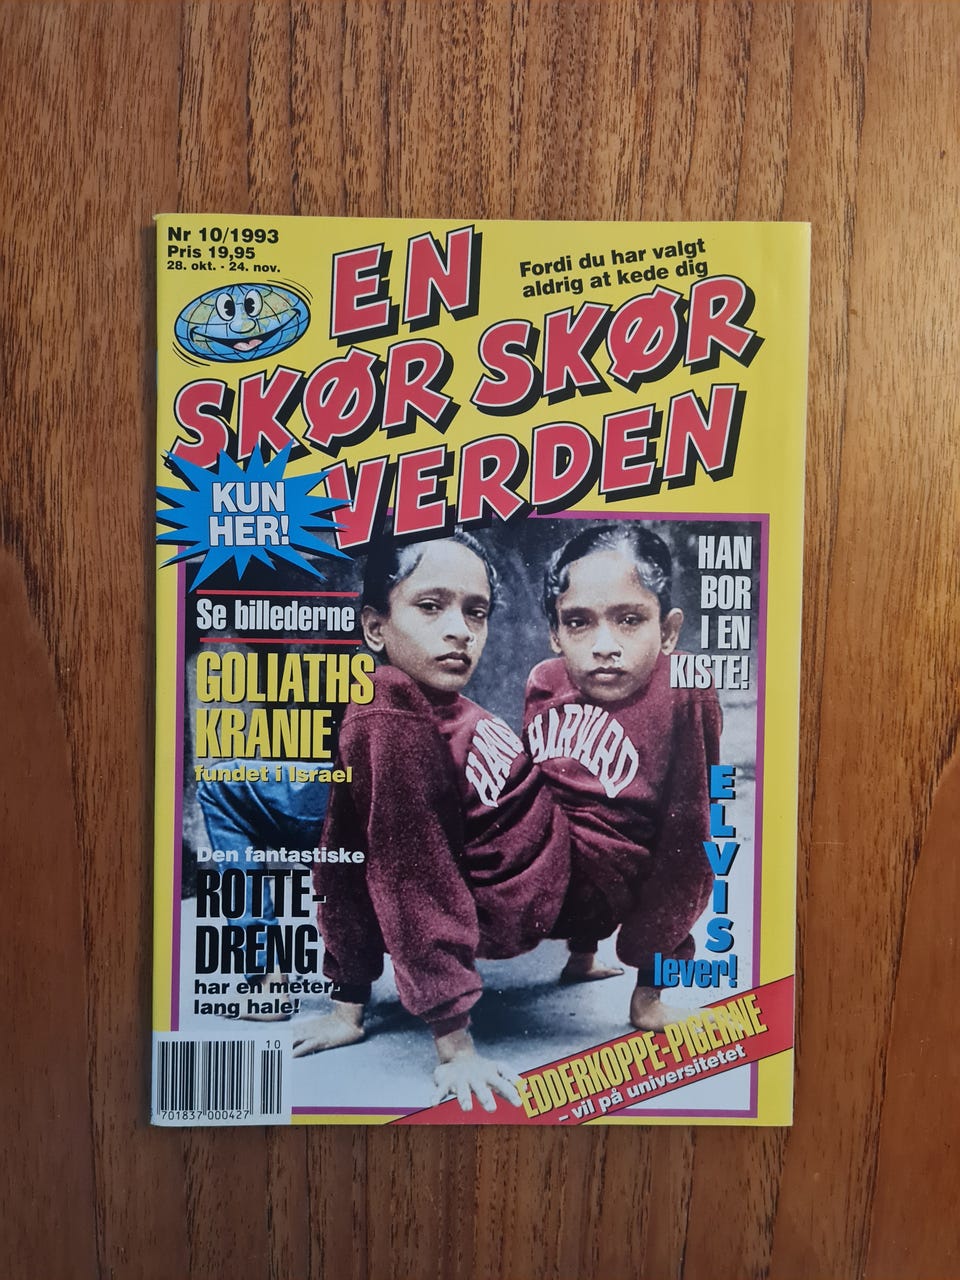 Nr 10/1993
Pris 19,95
28. okt. - 24. nov.
Fordi du har valgt
aldrig at kede dig
EN
SKØR SKØR
VERDEN
KUN
HER!
Se billederne
GOLIATHS
KRANIE
fundet i Israel
Den fantastiske
ROTTE-
DRENG
har en meter-
lang hale!
HAN
BOR
I EN
KISTE!
HARVARD
ELVIS
lever!
EDDERKOPPE-PIGERNE
– vil på universitetet
10
701837 000427